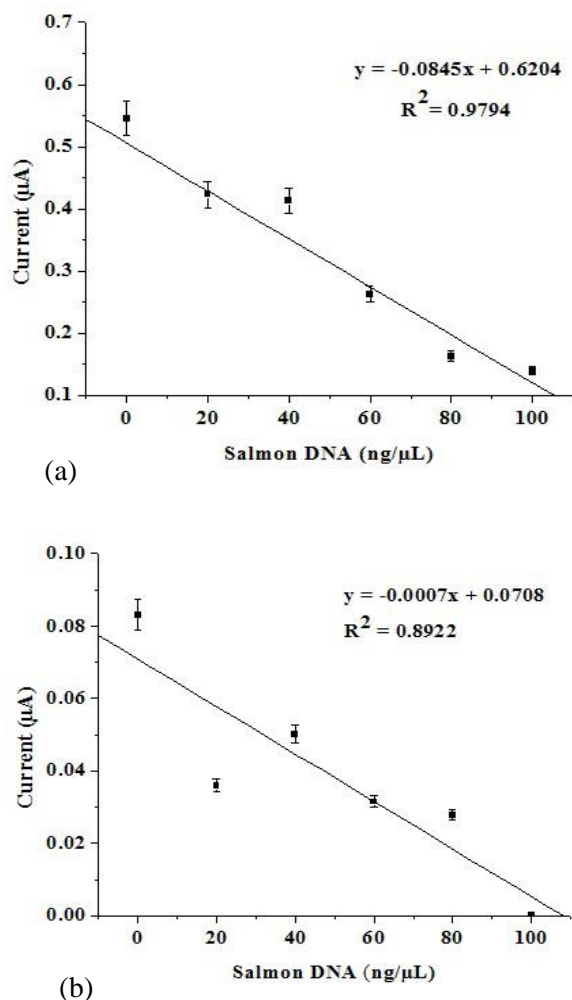 0.7
y = -0.0845x + 0.6204
0.6
R² = 0.9794
0.5
0.4
0.3
0.2
0.1
Current (µA)
0 20 40 60 80 100
Salmon DNA (ng/µL)
(a)
0.10
y = -0.0007x + 0.0708
0.08
R² = 0.8922
0.06
0.04
0.02
0.00
Current (µA)
0 20 40 60 80 100
Salmon DNA (ng/µL)
(b)